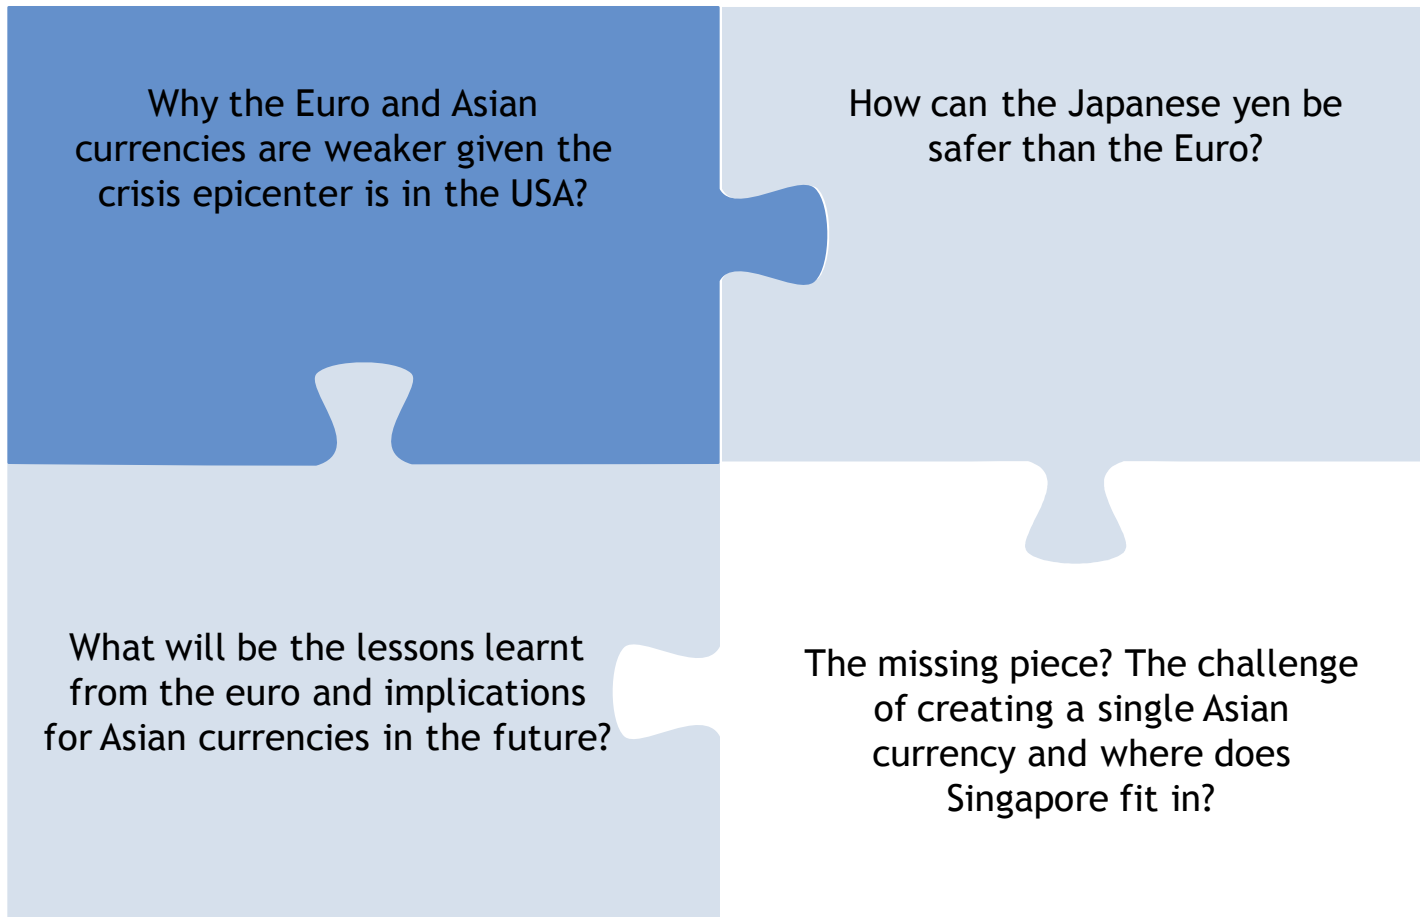 Why the Euro and Asian
currencies are weaker given the
crisis epicenter is in the USA?
How can the Japanese yen be
safer than the Euro?
What will be the lessons learnt
from the euro and implications
for Asian currencies in the future?
The missing piece? The challenge
of creating a single Asian
currency and where does
Singapore fit in?